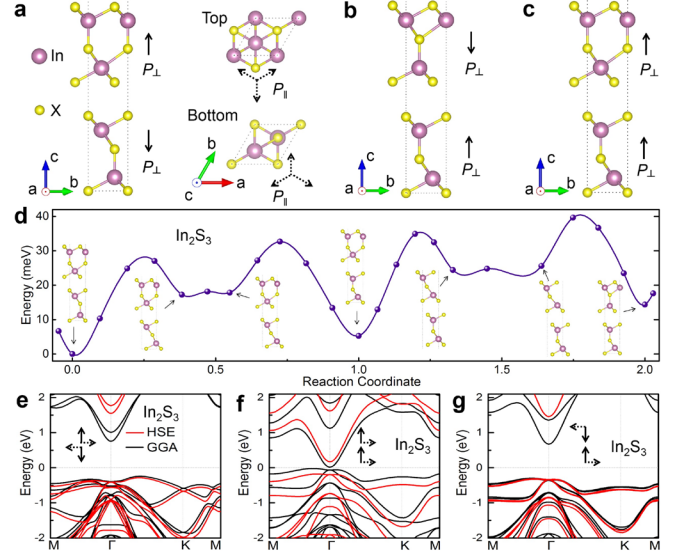 a
Top
b
c
In
P⊥
P∥
P⊥
P⊥
X
Bottom
P⊥
b
P⊥
P⊥
c
a
b
c
a
P∥
c
a
b
c
a
b
d
40
30
20
10
0
Energy (meV)
In2S3
0.0
0.5
1.0
1.5
2.0
Reaction Coordinate
e
2
1
0
-1
-2
Energy (eV)
In2S3
HSE
GGA
M
Γ
K
M
f
2
1
0
-1
-2
Energy (eV)
In2S3
M
Γ
K
M
g
2
1
0
-1
-2
Energy (eV)
In2S3
M
Γ
K
M